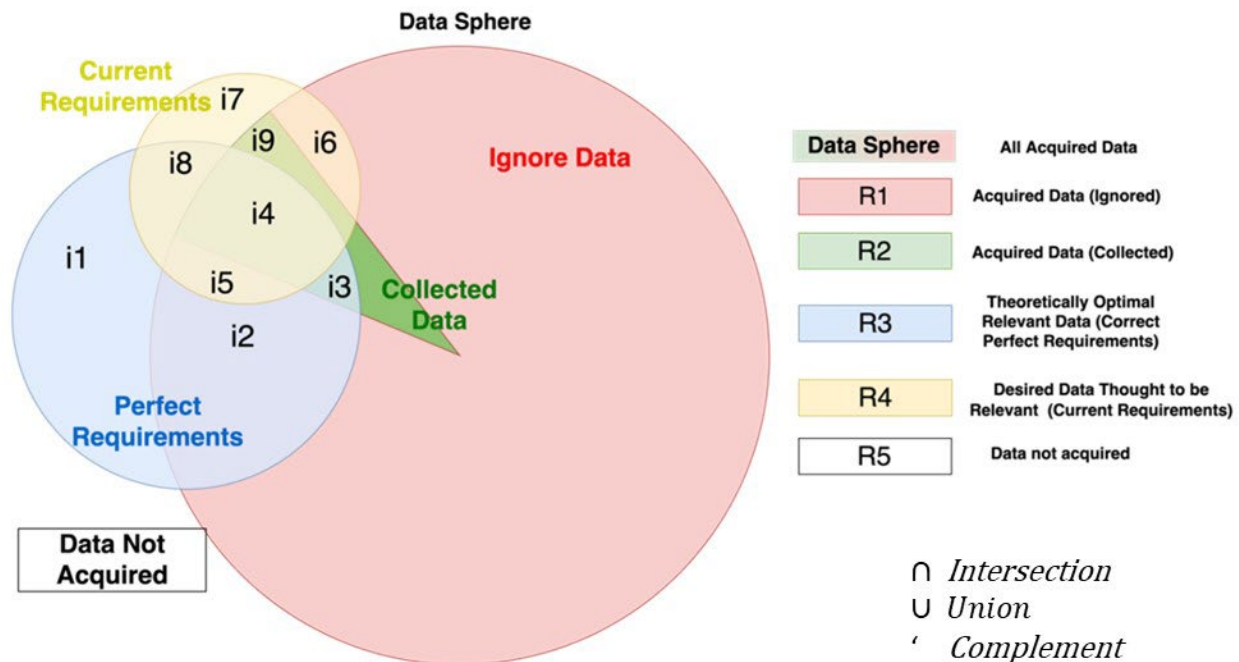 Data Sphere
Current
Requirements
i7
i9
i6
i8
Ignore Data
i4
i1
i5
i3
Collected
Data
i2
Perfect
Requirements
Data Not
Acquired
Data Sphere
All Acquired Data
R1
Acquired Data (Ignored)
R2
Acquired Data (Collected)
R3
Theoretically Optimal
Relevant Data (Correct
Perfect Requirements)
R4
Desired Data Thought to be
Relevant (Current Requirements)
R5
Data not acquired
∩ Intersection
∪ Union
‘ Complement